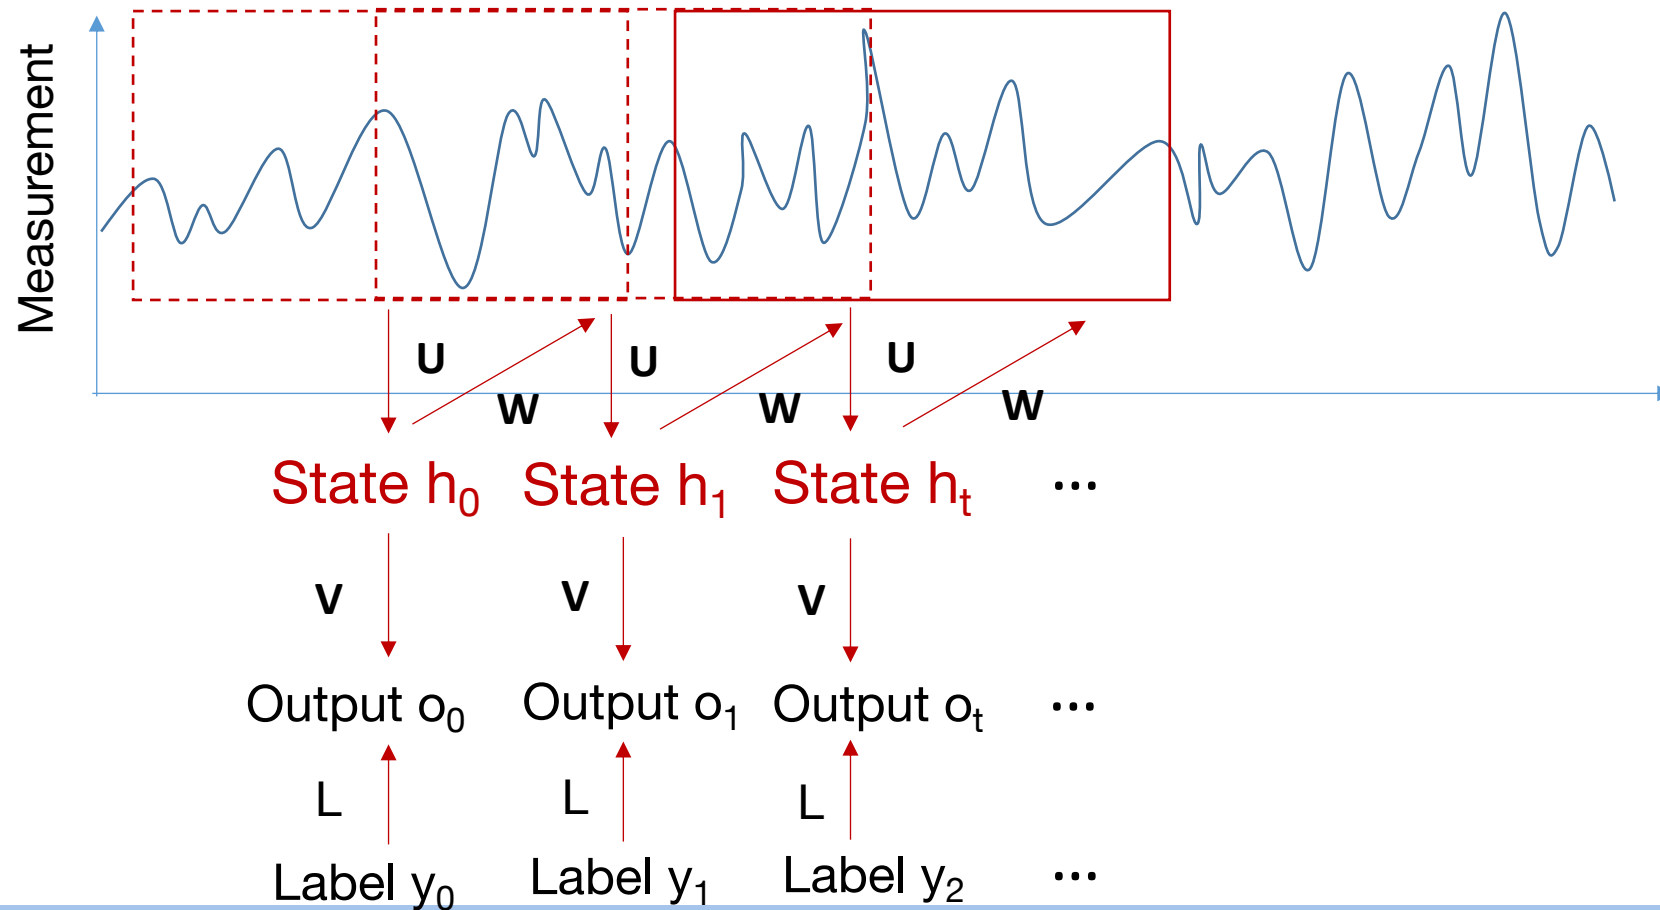 Measurement
U U U
W W W
State h₀ State h₁ State hₜ ...
V V V
Output o₀ Output o₁ Output oₜ ...
L L L
Label y₀ Label y₁ Label y₂ ...